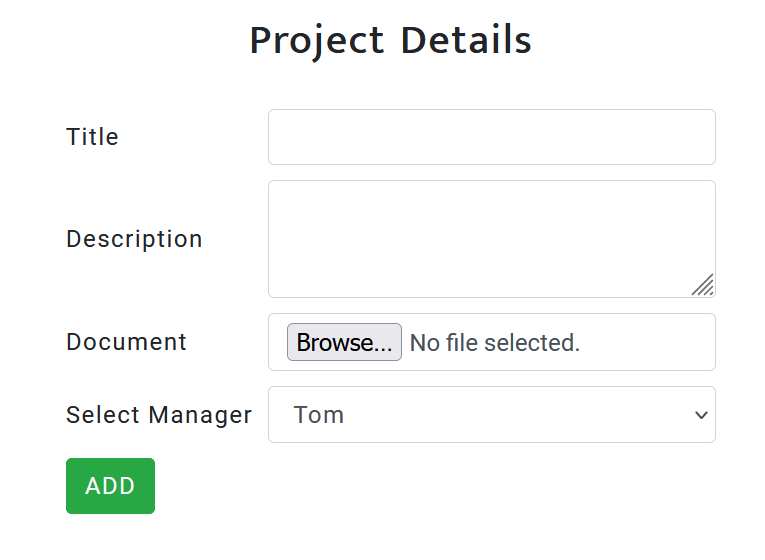 Project Details
Title
Description
Document Browse... No file selected.
Select Manager Tom
ADD